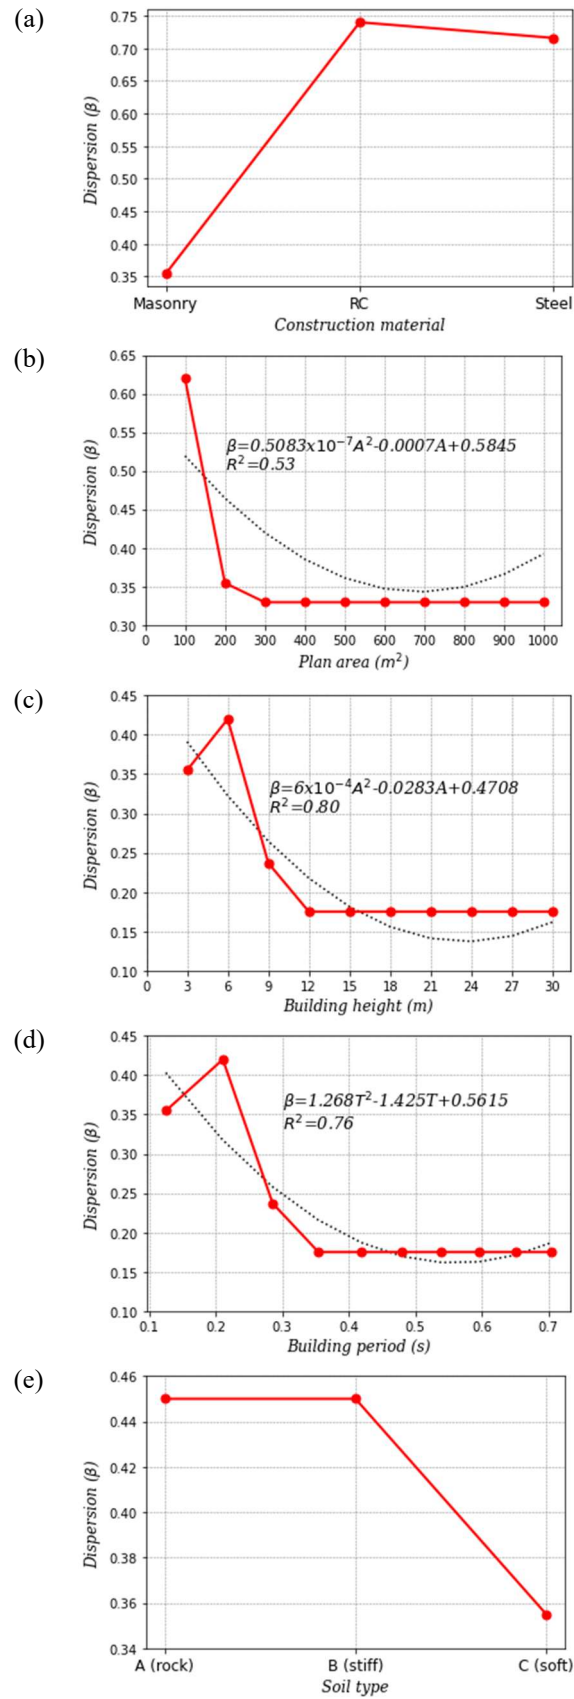 (a)
0.75
0.70
0.65
0.60
0.55
0.50
0.45
0.40
0.35
Dispersion (β)
Masonry RC Steel
Construction material
(b)
0.65
0.60
0.55
0.50
0.45
0.40
0.35
0.30
Dispersion (β)
β=0.5083x10⁻⁷A²-0.0007A+0.5845
R²=0.53
0 100 200 300 400 500 600 700 800 900 1000
Plan area (m²)
(c)
0.45
0.40
0.35
0.30
0.25
0.20
0.15
0.10
Dispersion (β)
β=6x10⁻⁴A²-0.0283A+0.4708
R²=0.80
0 3 6 9 12 15 18 21 24 27 30
Building height (m)
(d)
0.45
0.40
0.35
0.30
0.25
0.20
0.15
0.10
Dispersion (β)
β=1.268T²-1.425T+0.5615
R²=0.76
0.1 0.2 0.3 0.4 0.5 0.6 0.7
Building period (s)
(e)
0.46
0.44
0.42
0.40
0.38
0.36
0.34
Dispersion (β)
A (rock) B (stiff) C (soft)
Soil type